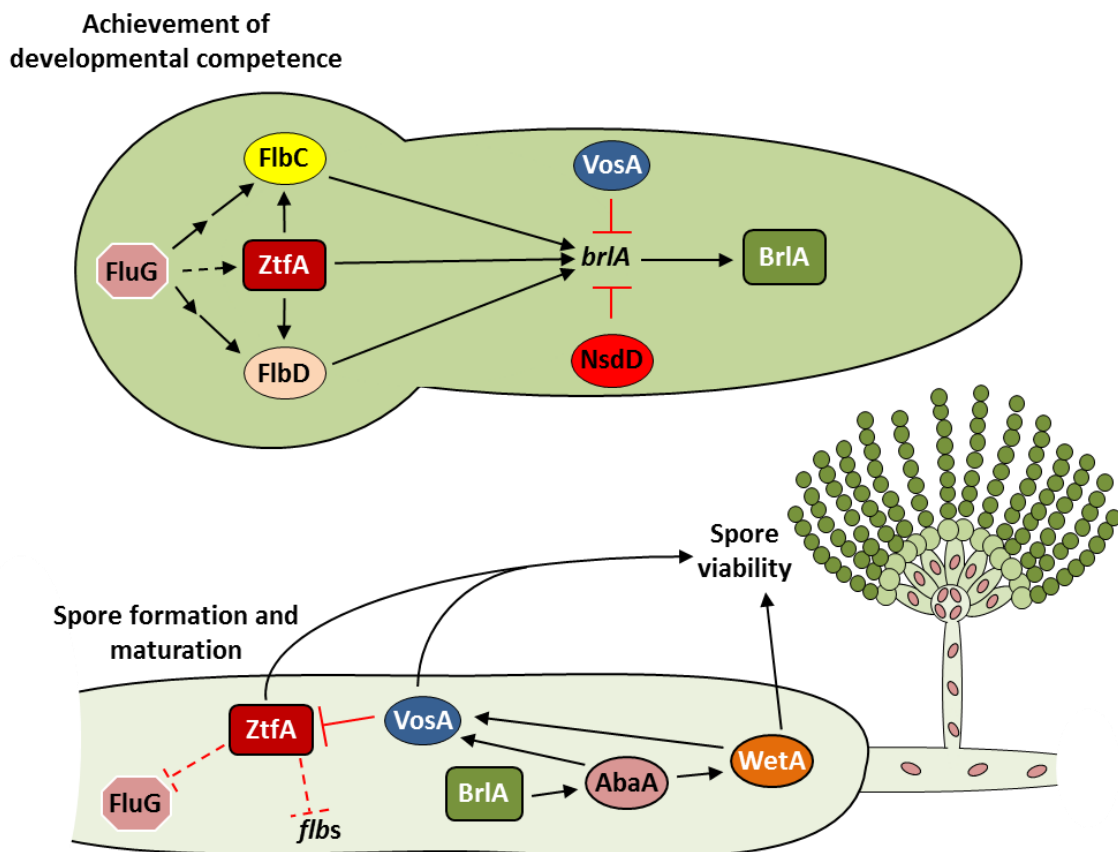 Achievement of
developmental competence
FlbC
VosA
FluG
ZtfA
brlA
BrlA
FlbD
NsdD
Spore
viability
Spore formation and
maturation
ZtfA
VosA
WetA
FluG
BrlA
AbaA
flbs